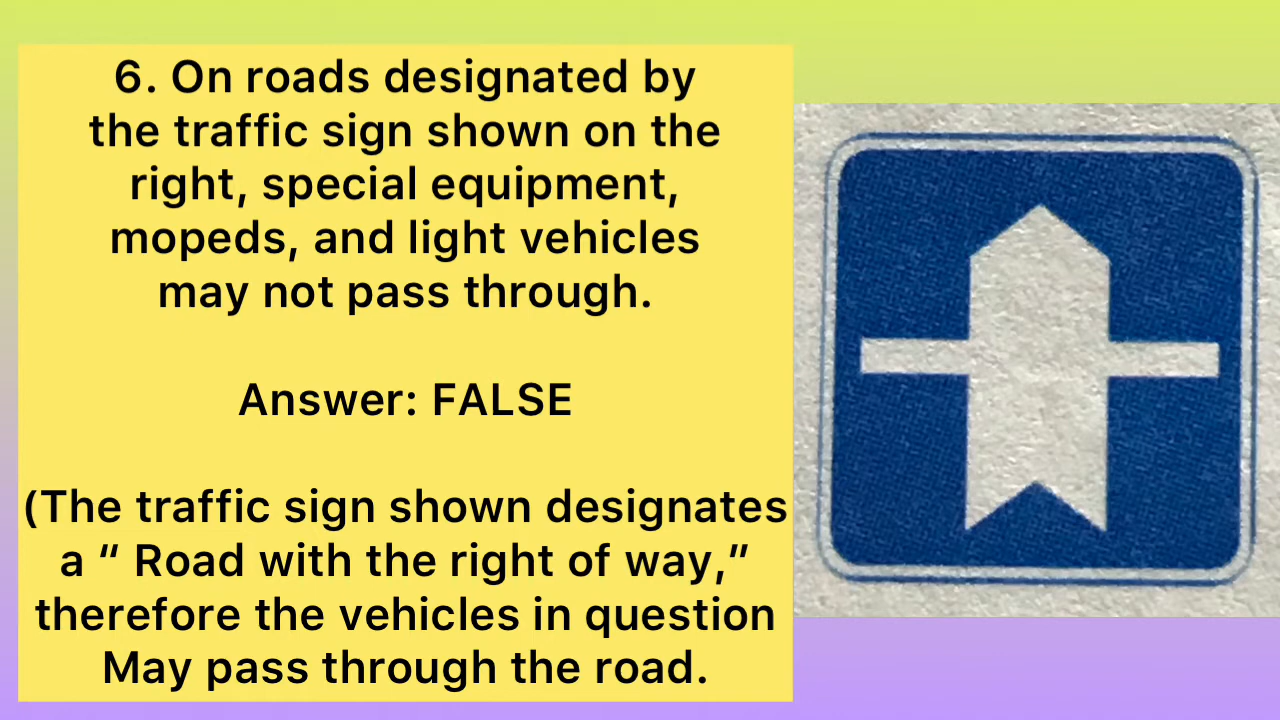 6. On roads designated by
the traffic sign shown on the
right, special equipment,
mopeds, and light vehicles
may not pass through.
Answer: FALSE
(The traffic sign shown designates
a “ Road with the right of way,”
therefore the vehicles in question
May pass through the road.